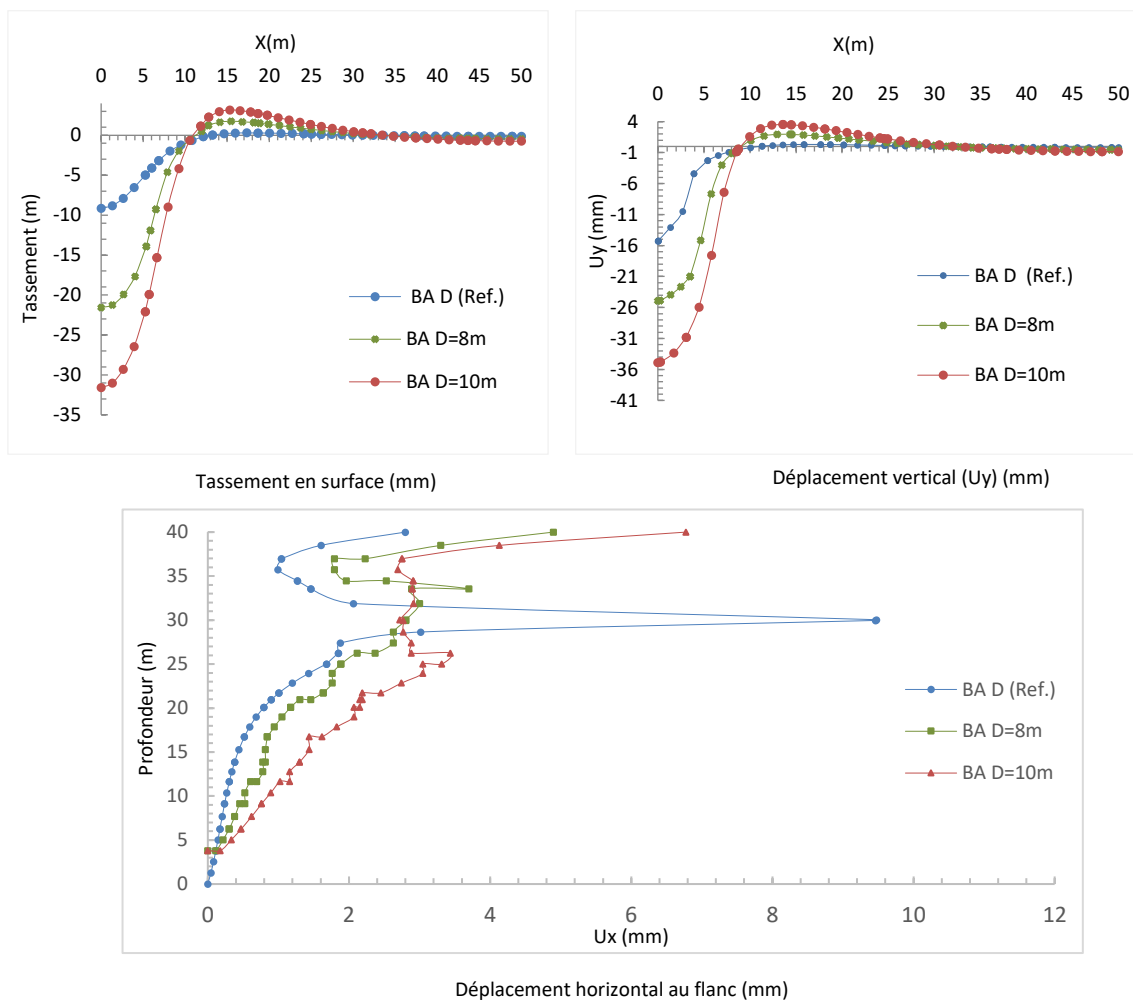 X(m)
0 5 10 15 20 25 30 35 40 45 50
0
-5
-10
-15
-20
-25
-30
-35
Tassement (m)
BA D (Ref.)
BA D=8m
BA D=10m
Tassement en surface (mm)
X(m)
0 5 10 15 20 25 30 35 40 45 50
4
-1
-6
-11
-16
-21
-26
-31
-36
-41
Uy (mm)
BA D (Ref.)
BA D=8m
BA D=10m
Déplacement vertical (Uy) (mm)
40
35
30
25
20
15
10
5
0
Profondeur (m)
BA D (Ref.)
BA D=8m
BA D=10m
0 2 4 6 8 10 12
Ux (mm)
Déplacement horizontal au flanc (mm)